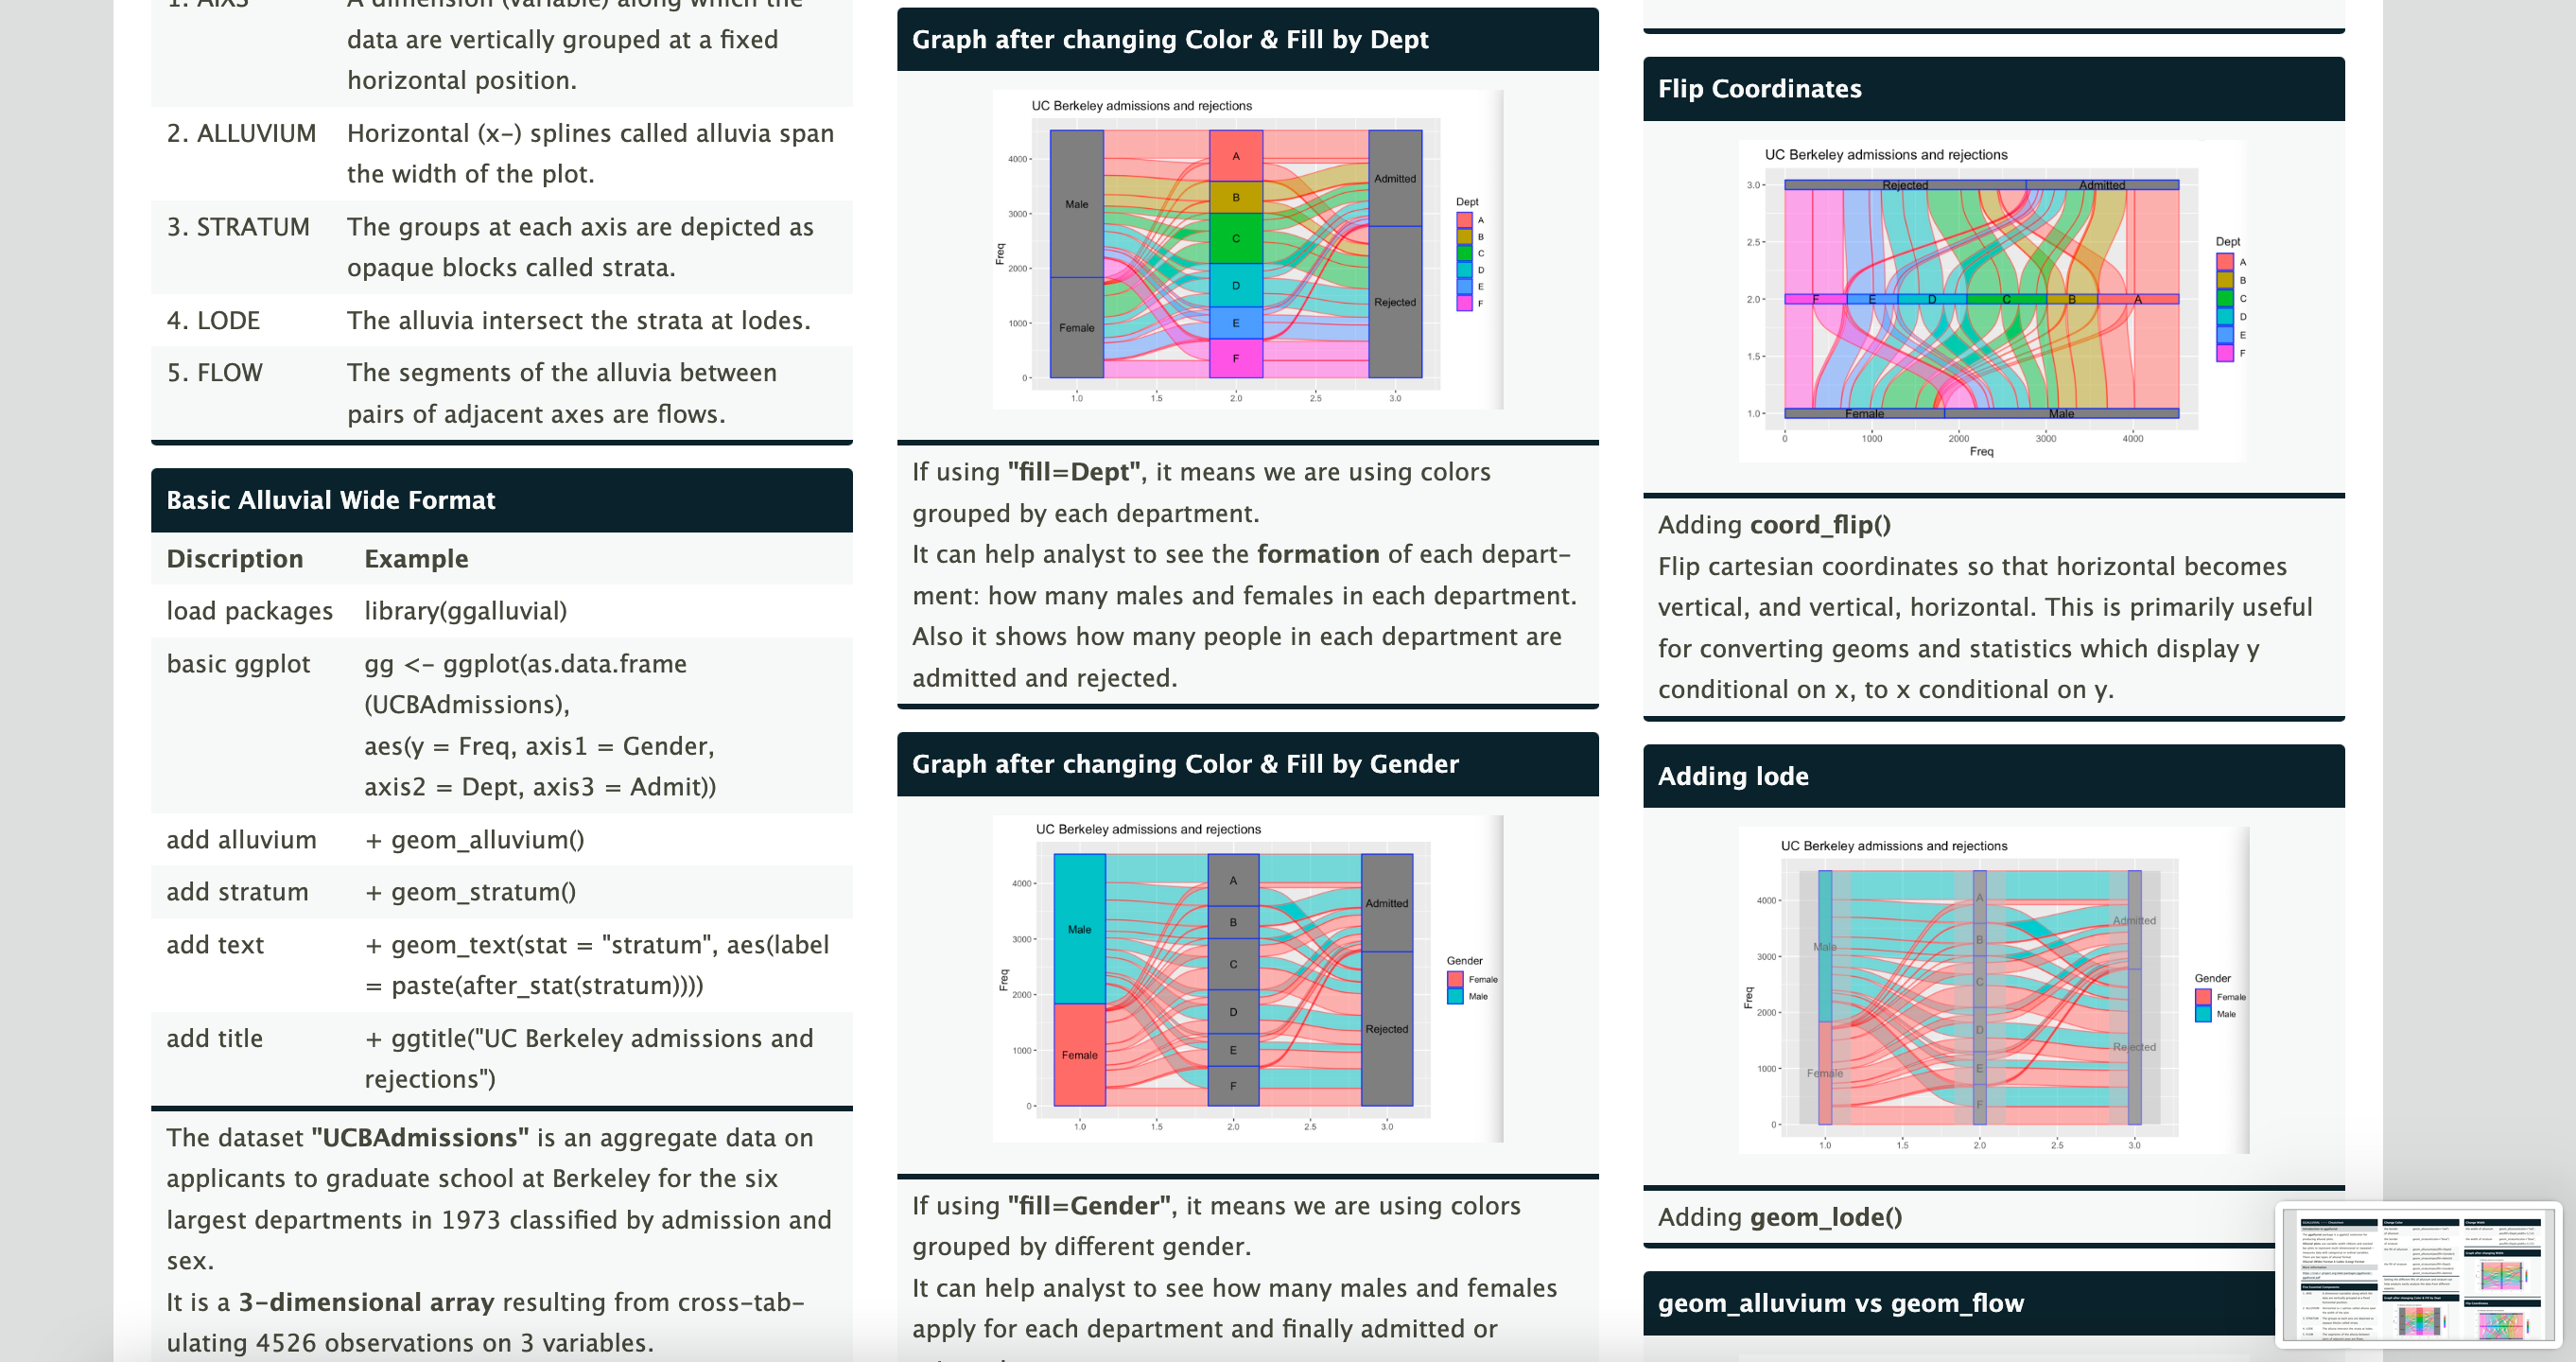 1. AIXS A dimension (variable) along which the
data are vertically grouped at a fixed
horizontal position.
2. ALLUVIUM Horizontal (x-) splines called alluvia span
the width of the plot.
3. STRATUM The groups at each axis are depicted as
opaque blocks called strata.
4. LODE The alluvia intersect the strata at lodes.
5. FLOW The segments of the alluvia between
pairs of adjacent axes are flows.
Basic Alluvial Wide Format
Discription Example
load packages library(ggalluvial)
basic ggplot gg <- ggplot(as.data.frame
(UCBAdmissions),
aes(y = Freq, axis1 = Gender,
axis2 = Dept, axis3 = Admit))
add alluvium + geom_alluvium()
add stratum + geom_stratum()
add text + geom_text(stat = "stratum", aes(label
= paste(after_stat(stratum))))
add title + ggtitle("UC Berkeley admissions and
rejections")
The dataset "UCBAdmissions" is an aggregate data on
applicants to graduate school at Berkeley for the six
largest departments in 1973 classified by admission and
sex.
It is a 3-dimensional array resulting from cross-tab-
ulating 4526 observations on 3 variables.
Graph after changing Color & Fill by Dept
UC Berkeley admissions and rejections
Freq
4000
3000
2000
1000
0
Male
Female
A
B
C
D
E
F
Admitted
Rejected
1.0 1.5 2.0 2.5 3.0
Dept
A
B
C
D
E
F
If using "fill=Dept", it means we are using colors
grouped by each department.
It can help analyst to see the formation of each depart-
ment: how many males and females in each department.
Also it shows how many people in each department are
admitted and rejected.
Graph after changing Color & Fill by Gender
UC Berkeley admissions and rejections
Freq
4000
3000
2000
1000
0
Male
Female
A
B
C
D
E
F
Admitted
Rejected
1.0 1.5 2.0 2.5 3.0
Gender
Female
Male
If using "fill=Gender", it means we are using colors
grouped by different gender.
It can help analyst to see how many males and females
apply for each department and finally admitted or
Flip Coordinates
UC Berkeley admissions and rejections
3.0
2.5
2.0
1.5
1.0
Rejected Admitted
F E D C B A
Female Male
0 1000 2000 3000 4000
Freq
Dept
A
B
C
D
E
F
Adding coord_flip()
Flip cartesian coordinates so that horizontal becomes
vertical, and vertical, horizontal. This is primarily useful
for converting geoms and statistics which display y
conditional on x, to x conditional on y.
Adding lode
UC Berkeley admissions and rejections
Freq
4000
3000
2000
1000
0
Male
Female
A
B
C
D
E
F
Admitted
Rejected
1.0 1.5 2.0 2.5 3.0
Gender
Female
Male
Adding geom_lode()
geom_alluvium vs geom_flow